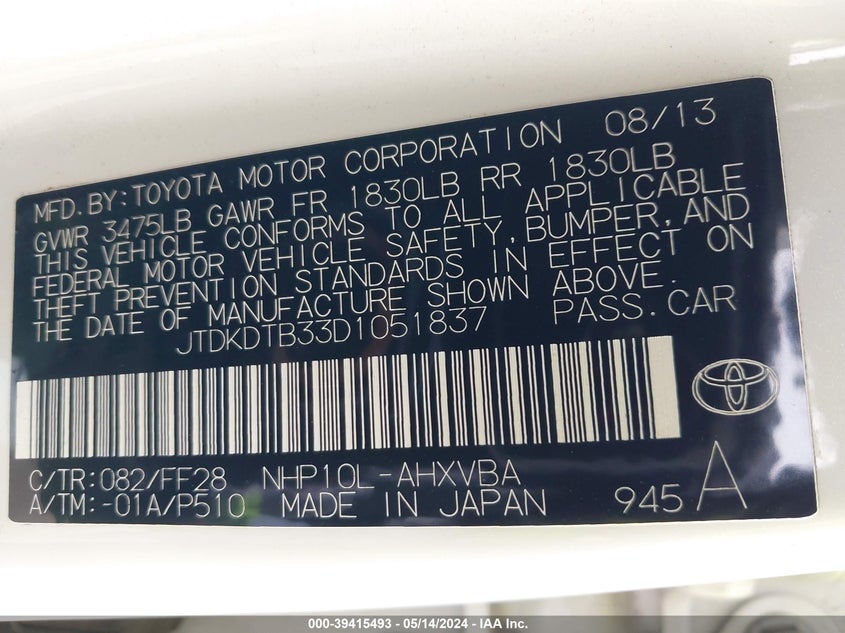 MFD.BY:TOYOTA MOTOR CORPORATION 08/13
GVWR 3475LB GAWR FR 1830LB RR 1830LB
THIS VEHICLE CONFORMS TO ALL APPLICABLE
FEDERAL MOTOR VEHICLE SAFETY,BUMPER,AND
THEFT PREVENTION STANDARDS IN EFFECT ON
THE DATE OF MANUFACTURE SHOWN ABOVE.
JTDKDTB33D1051837 PASS.CAR
C/TR:082/FF28 NHP10L-AHXVBA
A/TM:-01A/P510 MADE IN JAPAN 945 A
000-39415493 - 05/14/2024 - IAA Inc.